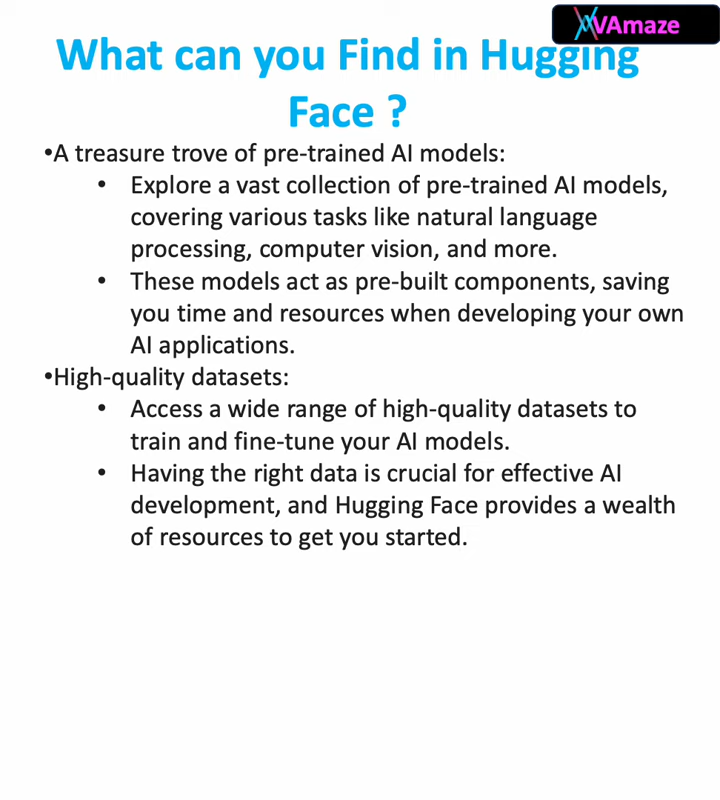 VAmaze
What can you Find in Hugging
Face ?
•A treasure trove of pre-trained AI models:
• Explore a vast collection of pre-trained AI models,
covering various tasks like natural language
processing, computer vision, and more.
• These models act as pre-built components, saving
you time and resources when developing your own
AI applications.
•High-quality datasets:
• Access a wide range of high-quality datasets to
train and fine-tune your AI models.
• Having the right data is crucial for effective AI
development, and Hugging Face provides a wealth
of resources to get you started.